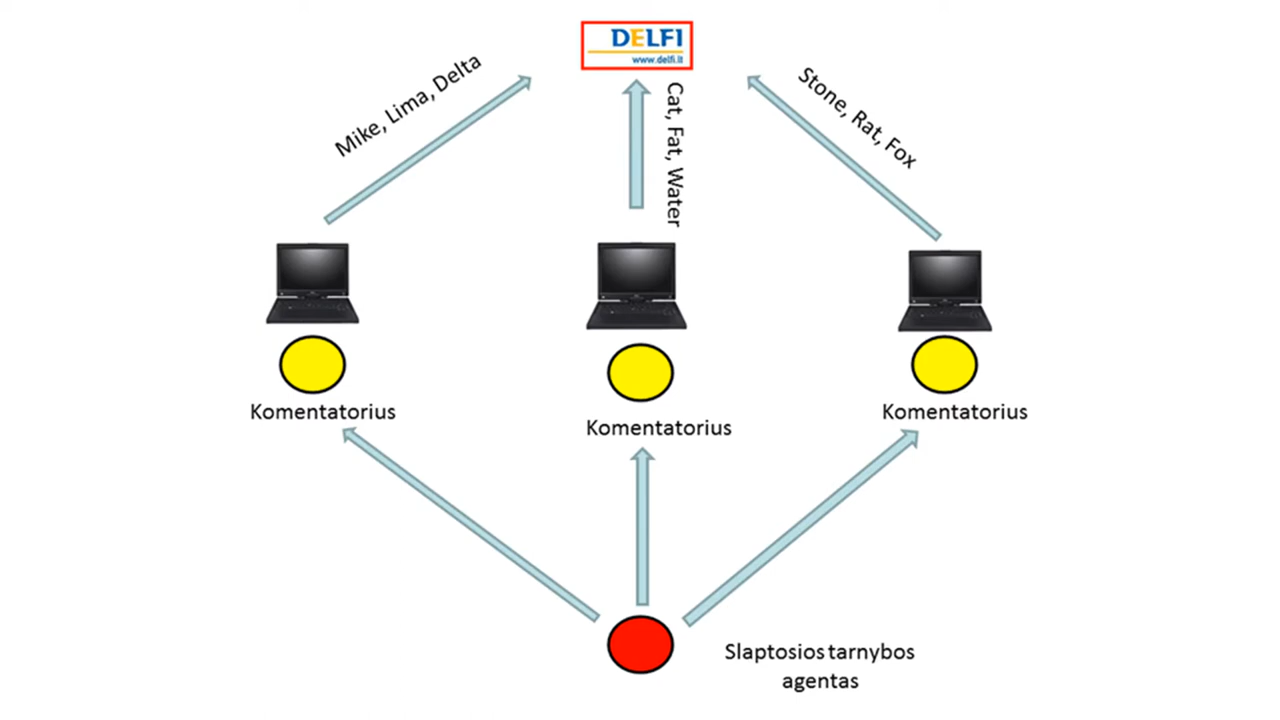 DELFI
www.delfi.lt
Mike, Lima, Delta
Cat, Fat, Water
Stone, Rat, Fox
Komentatorius
Komentatorius
Komentatorius
Slaptosios tarnybos
agentas